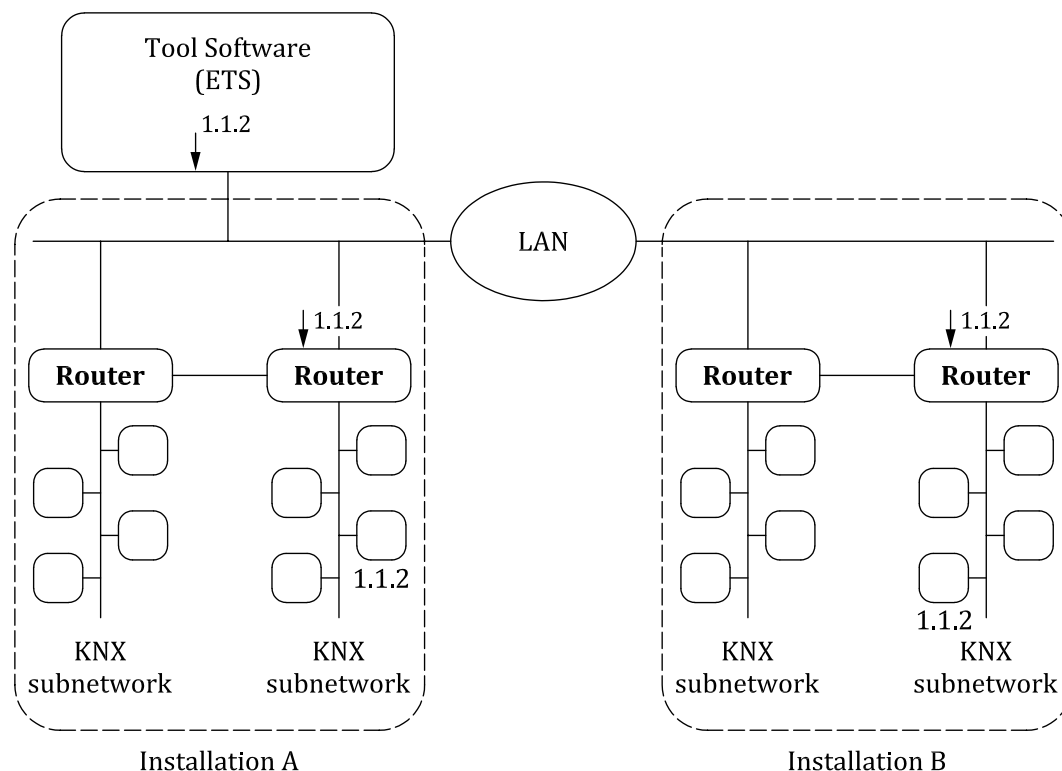 Tool Software
(ETS)
1.1.2
LAN
1.1.2
1.1.2
Router
Router
Router
Router
1.1.2
1.1.2
KNX
subnetwork
KNX
subnetwork
KNX
subnetwork
KNX
subnetwork
Installation A
Installation B